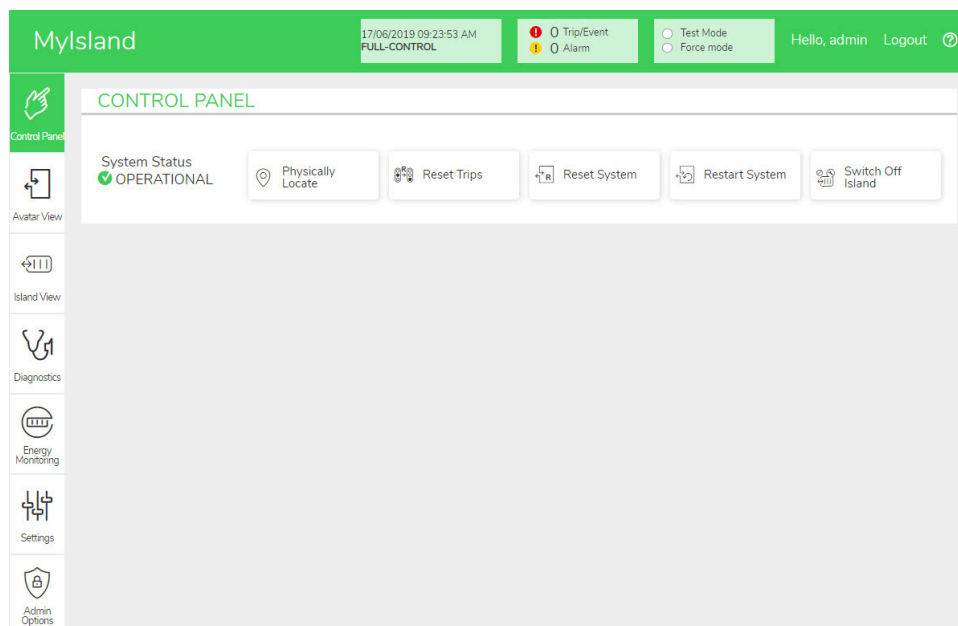 MyIsland
17/06/2019 09:23:53 AM
FULL-CONTROL
0 Trip/Event
0 Alarm
Test Mode
Force mode
Hello, admin
Logout
Control Panel
Avatar View
Island View
Diagnostics
Energy
Monitoring
Settings
Admin
Options
CONTROL PANEL
System Status
OPERATIONAL
Physically
Locate
Reset Trips
Reset System
Restart System
Switch Off
Island